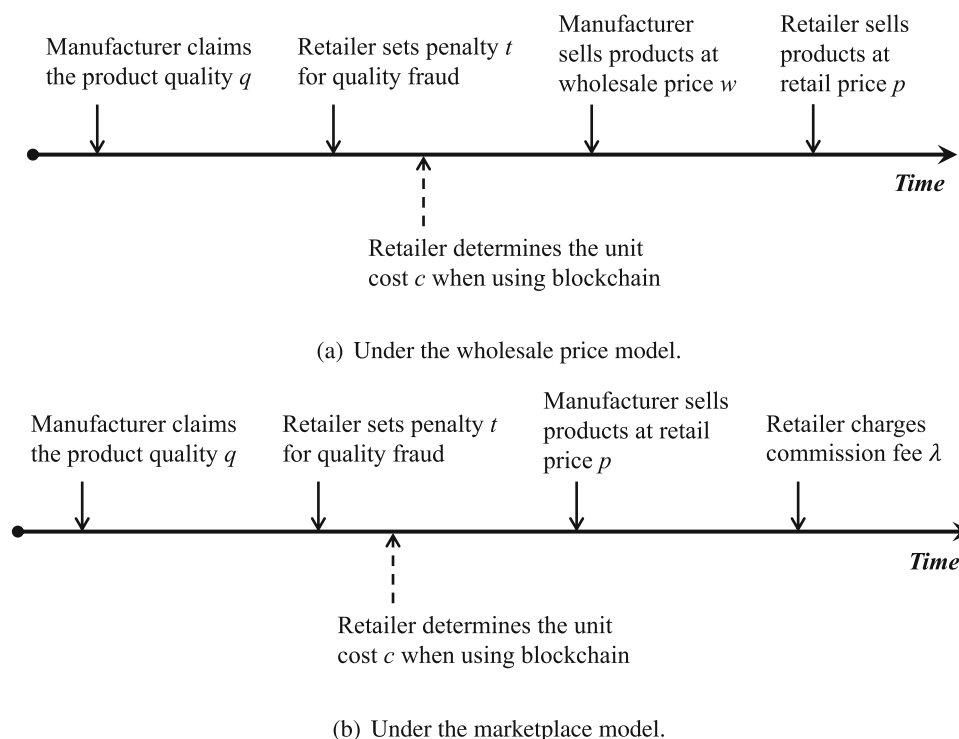 Manufacturer claims
the product quality q
Retailer sets penalty t
for quality fraud
Manufacturer
sells products at
wholesale price w
Retailer sells
products at
retail price p
Time
Retailer determines the unit
cost c when using blockchain
(a) Under the wholesale price model.
Manufacturer claims
the product quality q
Retailer sets penalty t
for quality fraud
Manufacturer sells
products at retail
price p
Retailer charges
commission fee λ
Time
Retailer determines the unit
cost c when using blockchain
(b) Under the marketplace model.